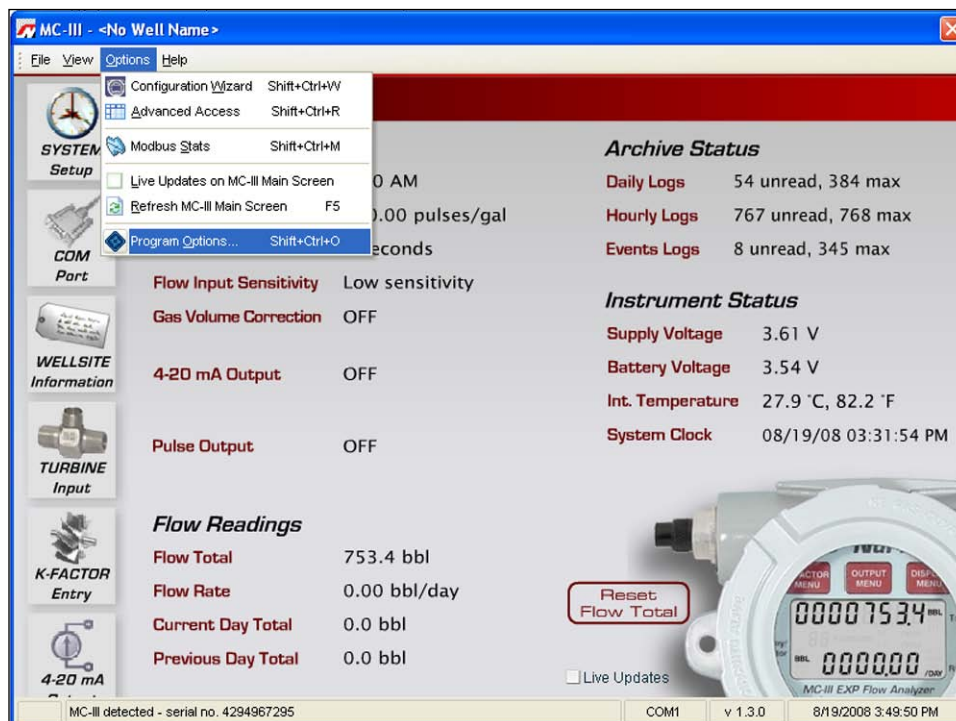 MC-III - <No Well Name>
File View Options Help
Configuration Wizard Shift+Ctrl+W
Advanced Access Shift+Ctrl+R
Modbus Stats Shift+Ctrl+M
Live Updates on MC-III Main Screen
Refresh MC-III Main Screen F5
Program Options... Shift+Ctrl+O
SYSTEM
Setup
COM
Port
WELLSITE
Information
TURBINE
Input
K-FACTOR
Entry
4-20 mA
0 AM
0.00 pulses/gal
econds
Flow Input Sensitivity Low sensitivity
Gas Volume Correction OFF
4-20 mA Output OFF
Pulse Output OFF
Flow Readings
Flow Total 753.4 bbl
Flow Rate 0.00 bbl/day
Current Day Total 0.0 bbl
Previous Day Total 0.0 bbl
Archive Status
Daily Logs 54 unread, 384 max
Hourly Logs 767 unread, 768 max
Events Logs 8 unread, 345 max
Instrument Status
Supply Voltage 3.61 V
Battery Voltage 3.54 V
Int. Temperature 27.9 °C, 82.2 °F
System Clock 08/19/08 03:31:54 PM
Reset
Flow Total
Live Updates
OUTPUT
MENU
MENU
0000753.4 BBL
BBL 0000.00 /DAY
MC-III EXP Flow Analyzer
MC-III detected - serial no. 4294967295 COM1 v 1.3.0 8/19/2008 3:49:50 PM